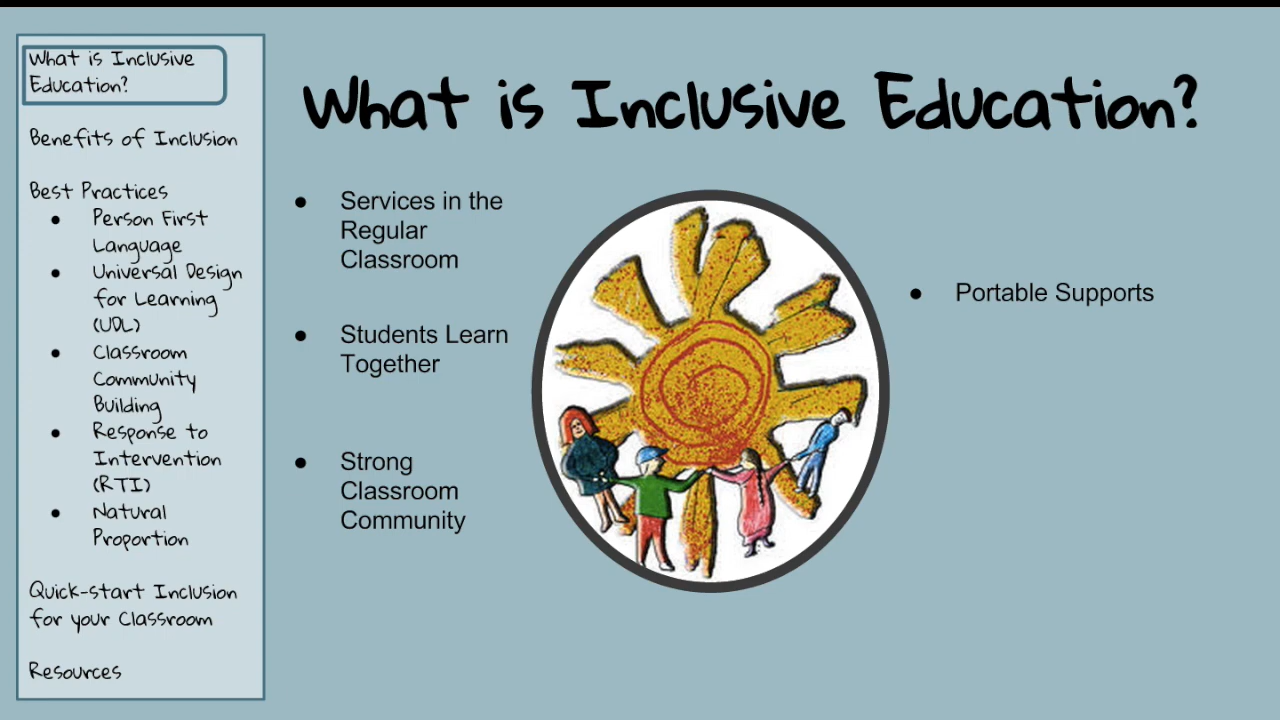 What is Inclusive
Education?
Benefits of Inclusion
Best Practices
● Person First
Language
● Universal Design
for Learning
(UDL)
● Classroom
Community
Building
● Response to
Intervention
(RTI)
● Natural
Proportion
Quick-start Inclusion
for your Classroom
Resources
What is Inclusive Education?
● Services in the
Regular
Classroom
● Students Learn
Together
● Strong
Classroom
Community
● Portable Supports